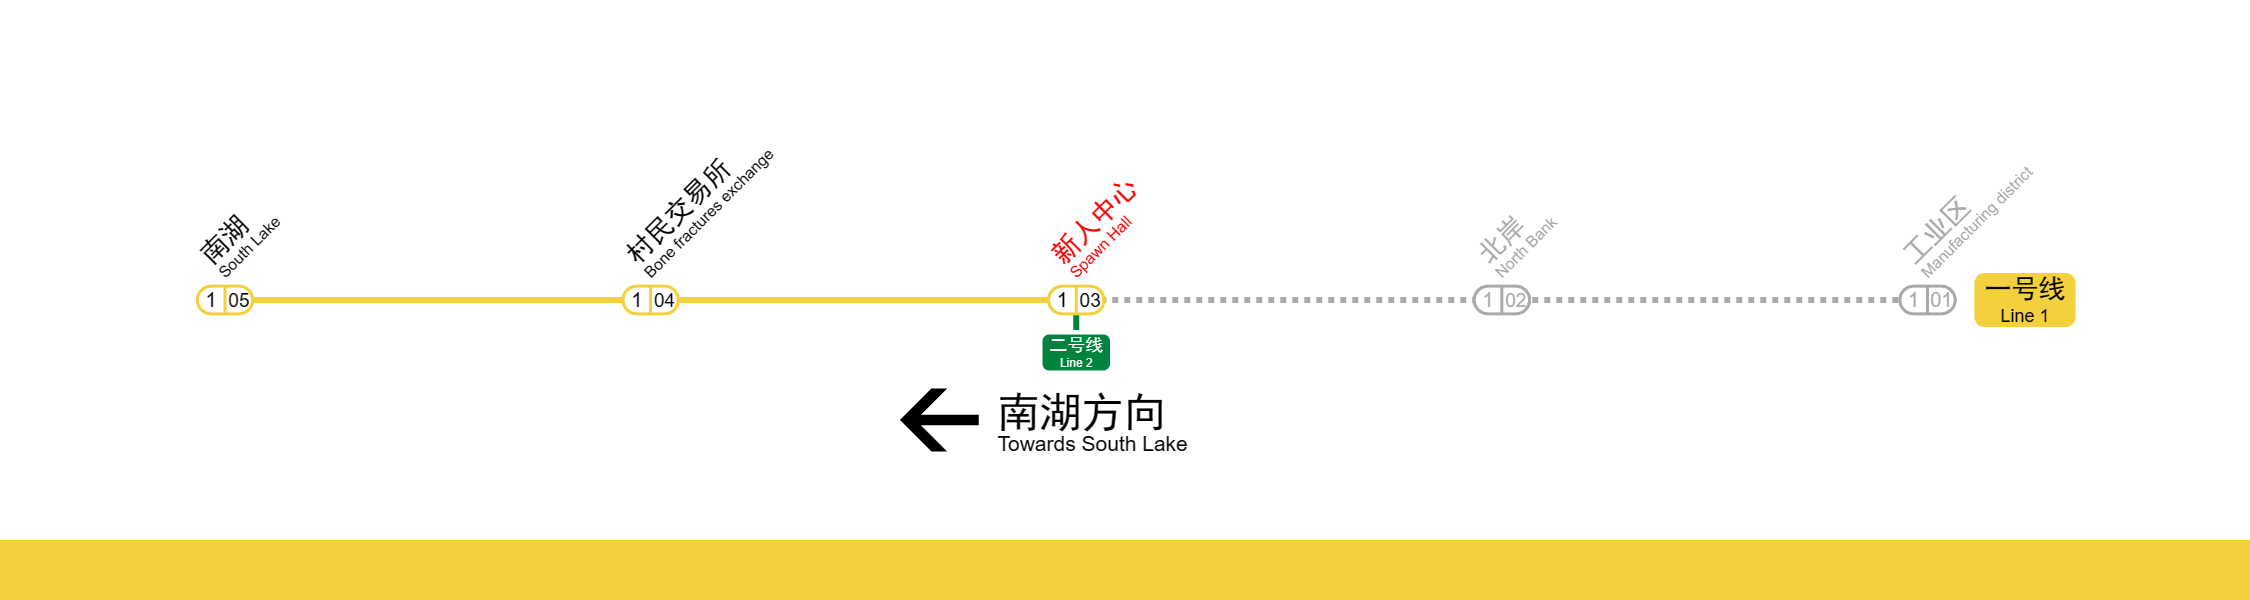 南湖
South Lake
1 05
村民交易所
Bone fractures exchange
1 04
新人中心
Spawn Hall
1 03
二号线
Line 2
北岸
North Bank
1 02
工业区
Manufacturing district
1 01
一号线
Line 1
南湖方向
Towards South Lake